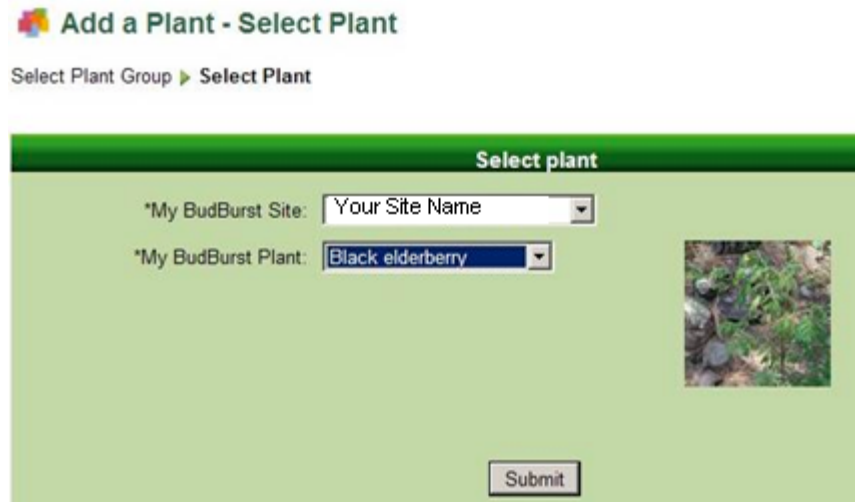 Add a Plant - Select Plant
Select Plant Group Select Plant
Select plant
*My BudBurst Site: Your Site Name
*My BudBurst Plant: Black elderberry
Submit